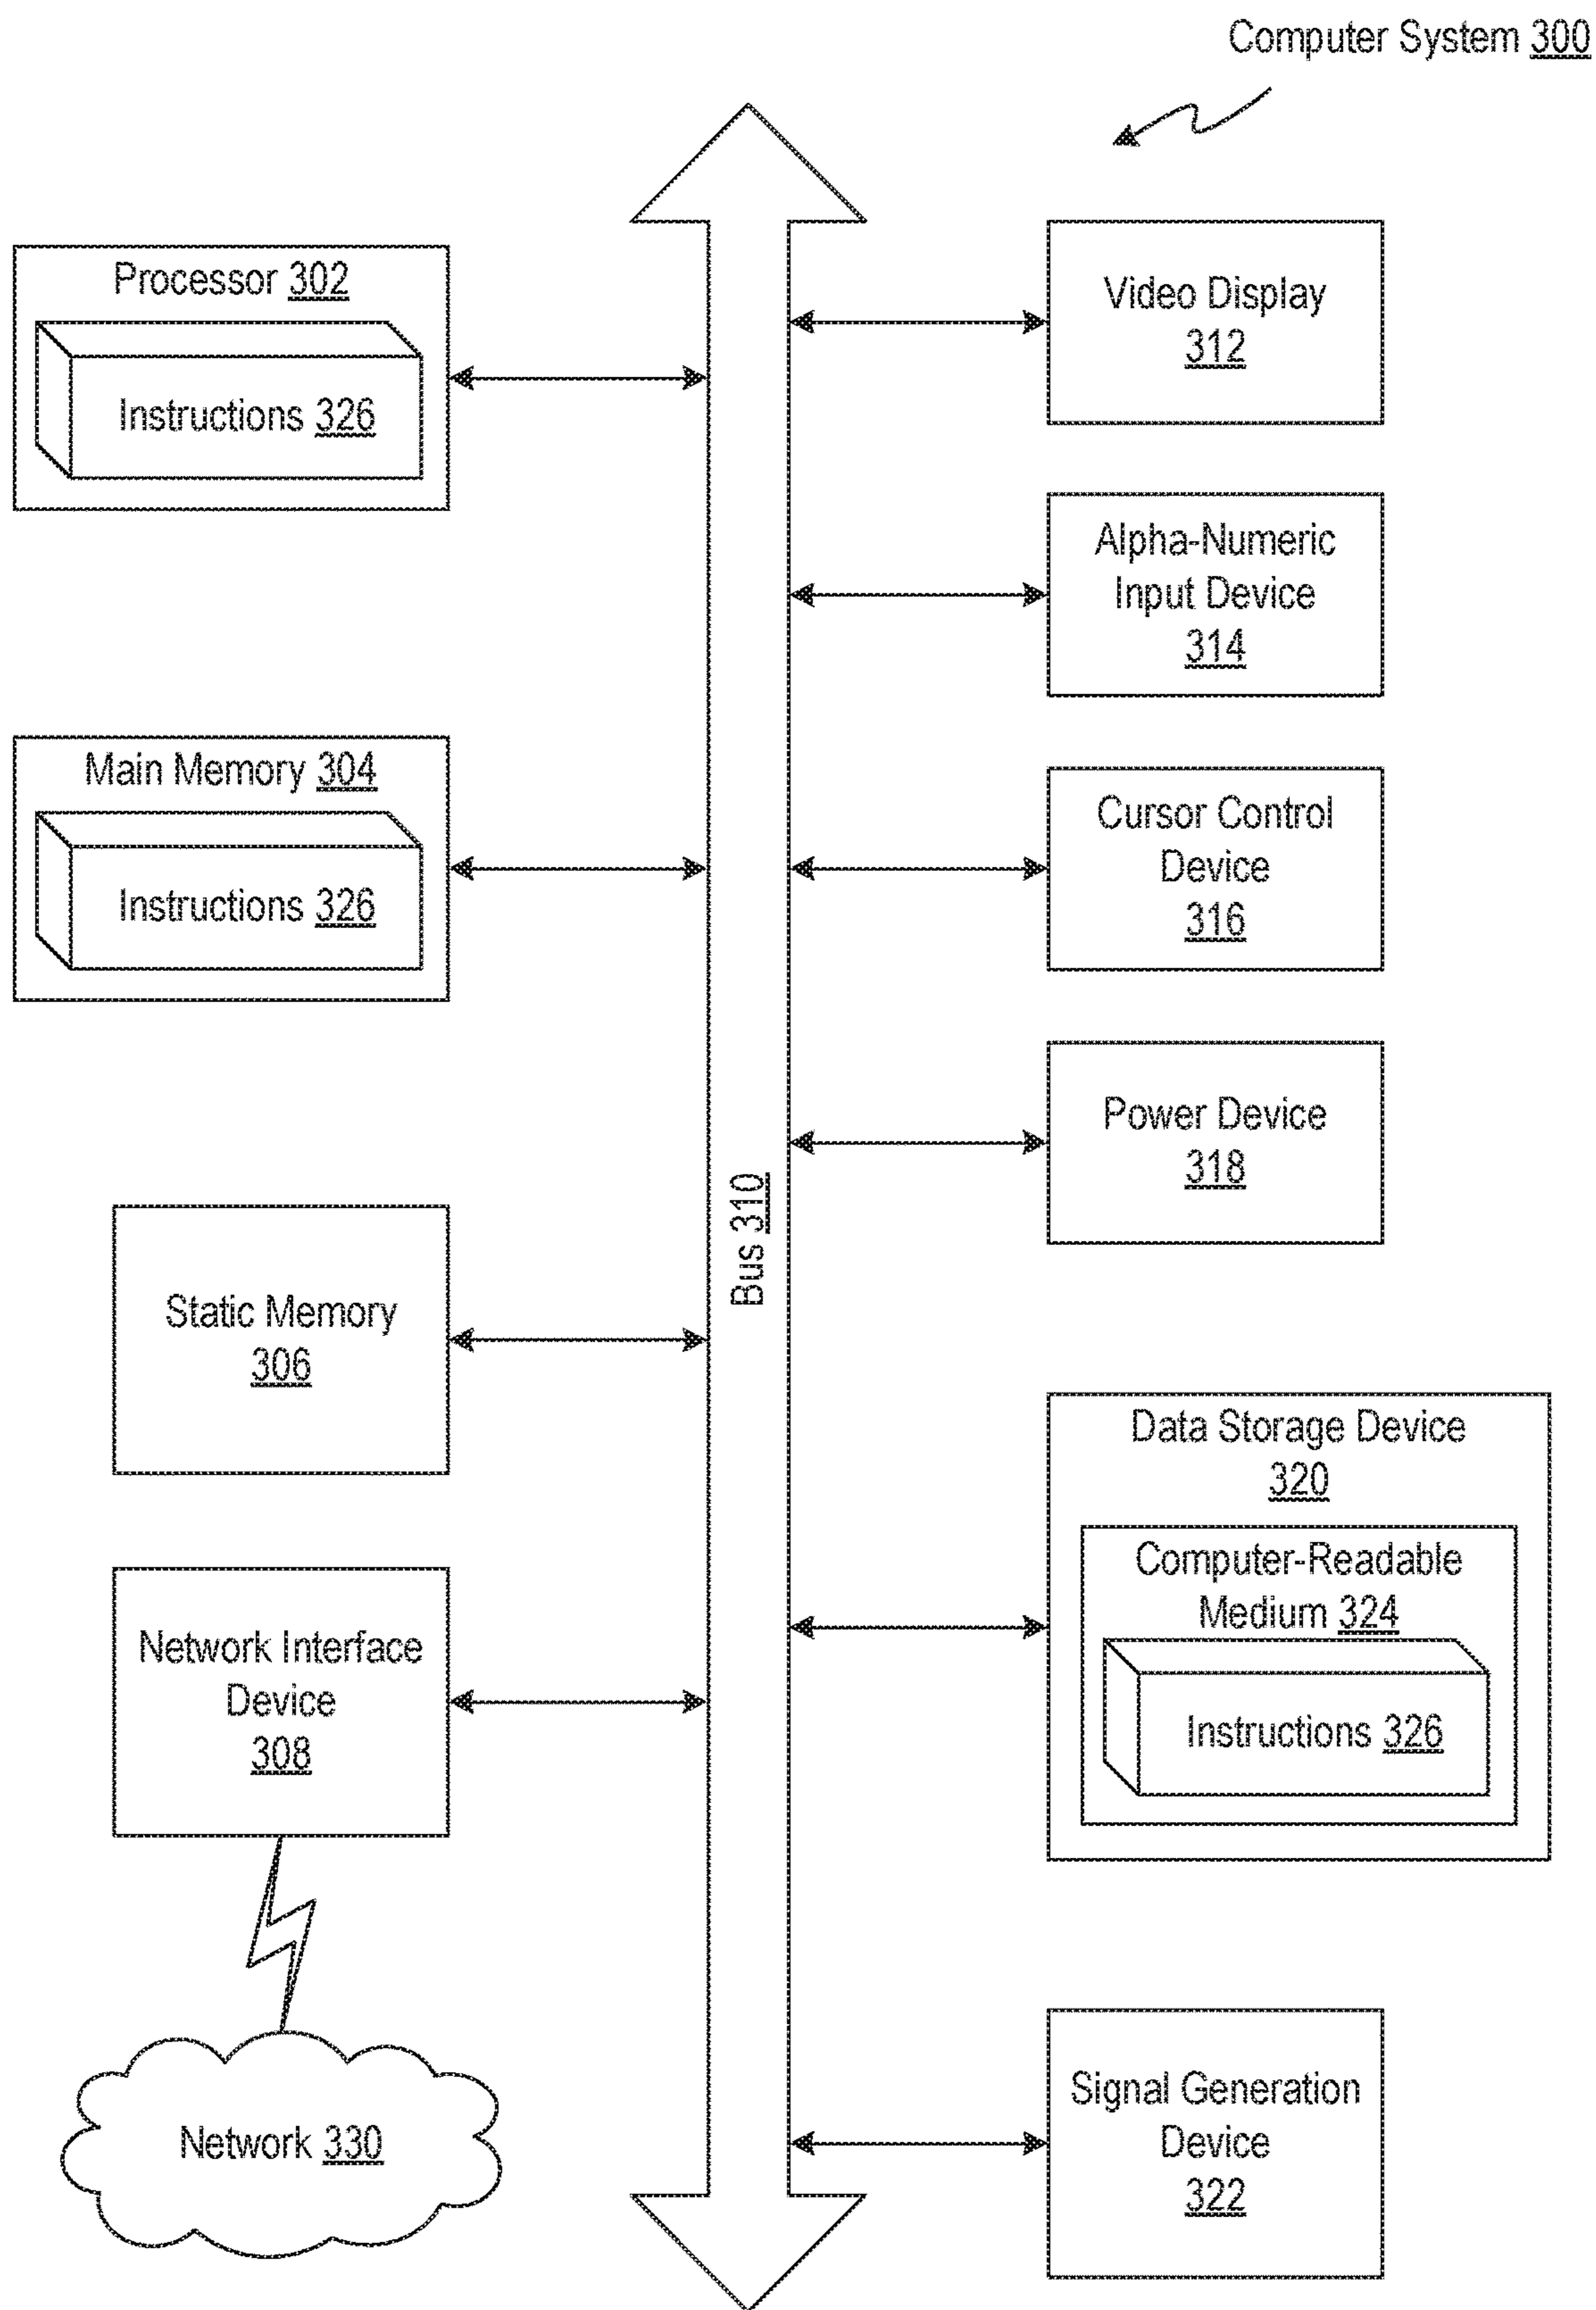 Computer System 300
Processor 302
Instructions 326
Main Memory 304
Instructions 326
Static Memory
306
Network Interface
Device
308
Network 330
Bus 310
Video Display
312
Alpha-Numeric
Input Device
314
Cursor Control
Device
316
Power Device
318
Data Storage Device
320
Computer-Readable
Medium 324
Instructions 326
Signal Generation
Device
322